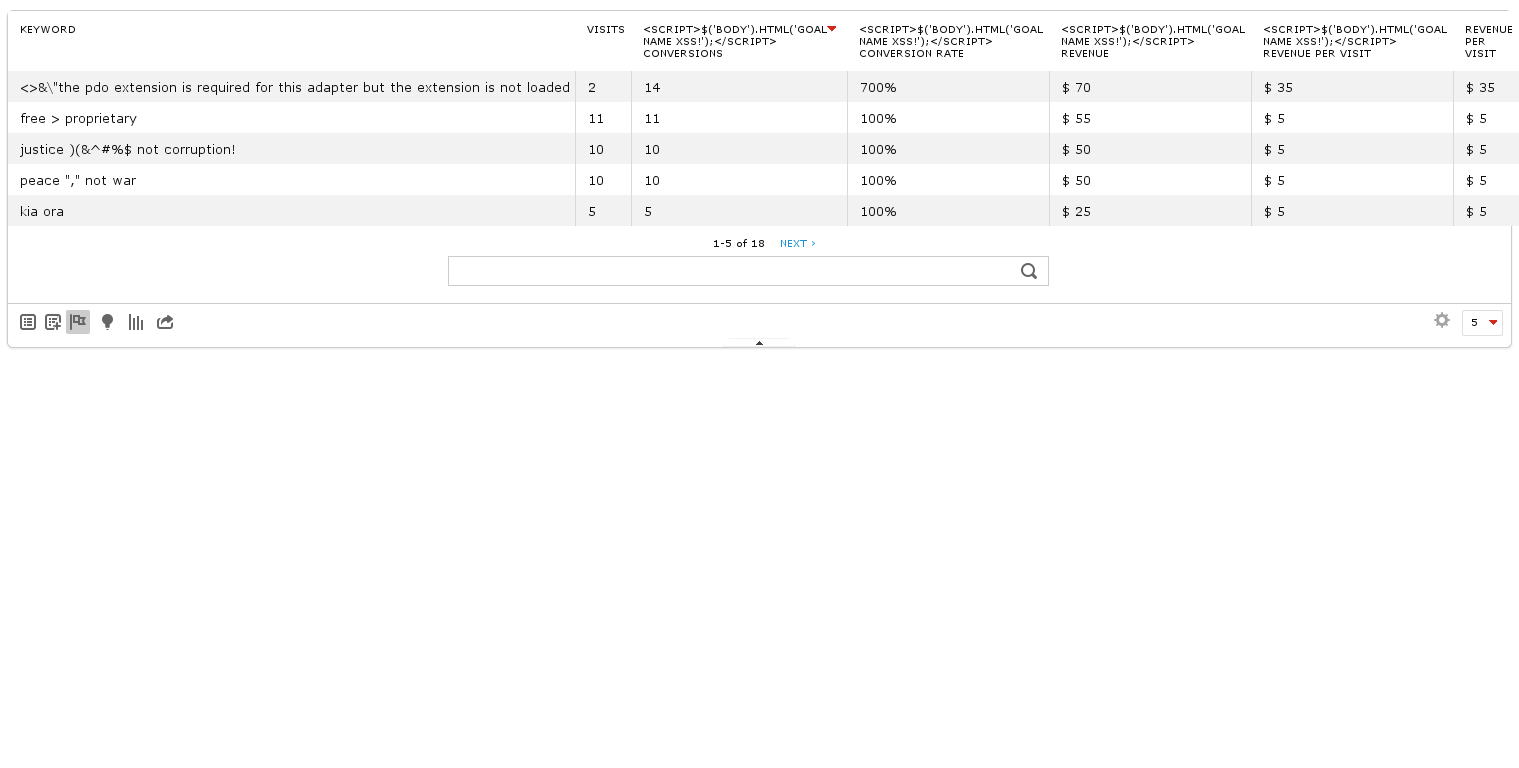 KEYWORD VISITS <SCRIPT>$('BODY').HTML('GOAL NAME XSS!');</SCRIPT> CONVERSIONS <SCRIPT>$('BODY').HTML('GOAL NAME XSS!');</SCRIPT> CONVERSION RATE <SCRIPT>$('BODY').HTML('GOAL NAME XSS!');</SCRIPT> REVENUE <SCRIPT>$('BODY').HTML('GOAL NAME XSS!');</SCRIPT> REVENUE PER VISIT REVENUE PER VISIT
<>&\"the pdo extension is required for this adapter but the extension is not loaded 2 14 700% $ 70 $ 35 $ 35
free > proprietary 11 11 100% $ 55 $ 5 $ 5
justice )(&^#%$ not corruption! 10 10 100% $ 50 $ 5 $ 5
peace "," not war 10 10 100% $ 50 $ 5 $ 5
kia ora 5 5 100% $ 25 $ 5 $ 5
1-5 of 18 NEXT ›
5